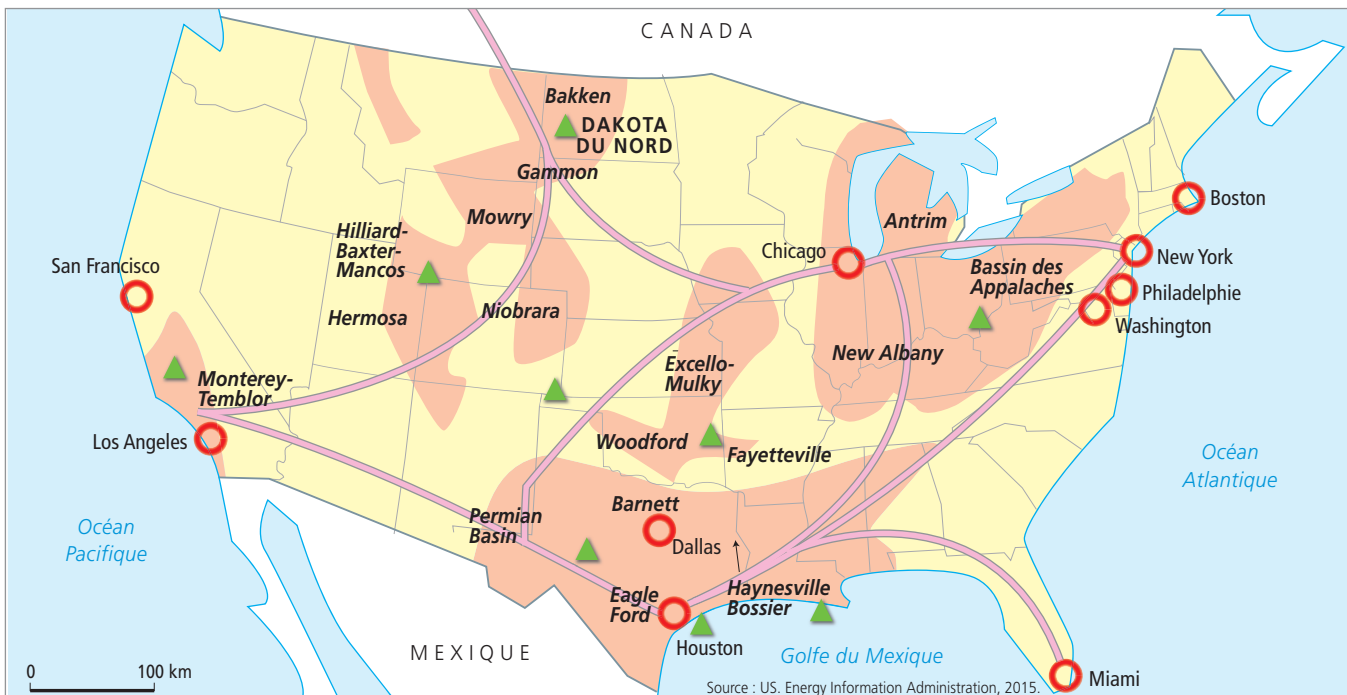 CANADA
Bakken
DAKOTA
DU NORD
Gammon
Mowry
Hilliard-
Baxter-
Mancos
Hermosa
Niobrara
San Francisco
Monterey-
Temblor
Los Angeles
Chicago
Antrim
Boston
New York
Bassin des
Appalaches
Philadelphie
Washington
New Albany
Excello-
Mulky
Woodford
Fayetteville
Océan
Atlantique
Océan
Pacifique
Permian
Basin
Barnett
Dallas
Eagle
Ford
Haynesville
Bossier
Houston
MEXIQUE
Golfe du Mexique
Miami
0 100 km
Source : US. Energy Information Administration, 2015.